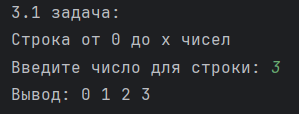 3.1 задача:
Строка от 0 до x чисел
Введите число для строки: 3
Вывод: 0 1 2 3